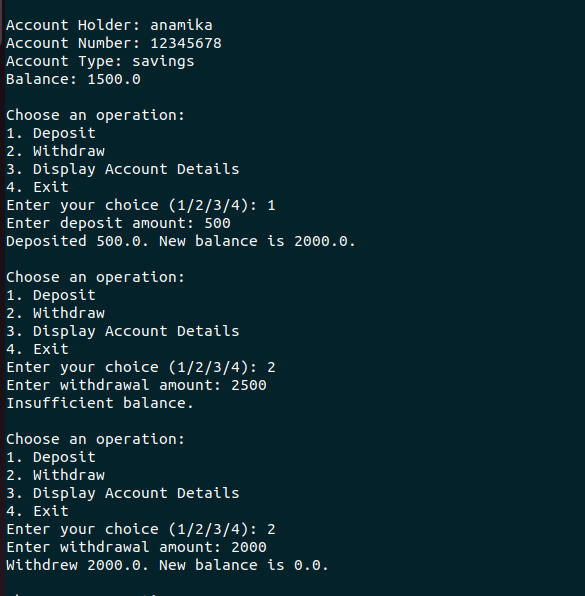 Account Holder: anamika
Account Number: 12345678
Account Type: savings
Balance: 1500.0
Choose an operation:
1. Deposit
2. Withdraw
3. Display Account Details
4. Exit
Enter your choice (1/2/3/4): 1
Enter deposit amount: 500
Deposited 500.0. New balance is 2000.0.
Choose an operation:
1. Deposit
2. Withdraw
3. Display Account Details
4. Exit
Enter your choice (1/2/3/4): 2
Enter withdrawal amount: 2500
Insufficient balance.
Choose an operation:
1. Deposit
2. Withdraw
3. Display Account Details
4. Exit
Enter your choice (1/2/3/4): 2
Enter withdrawal amount: 2000
Withdrew 2000.0. New balance is 0.0.